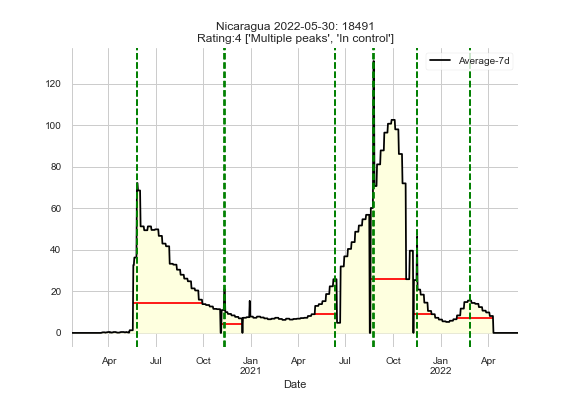 Nicaragua 2022-05-30: 18491
Rating:4 ['Multiple peaks', 'In control']
Average-7d
120
100
80
60
40
20
0
Apr Jul Oct Jan Apr Jul Oct Jan Apr
2021 2022
Date